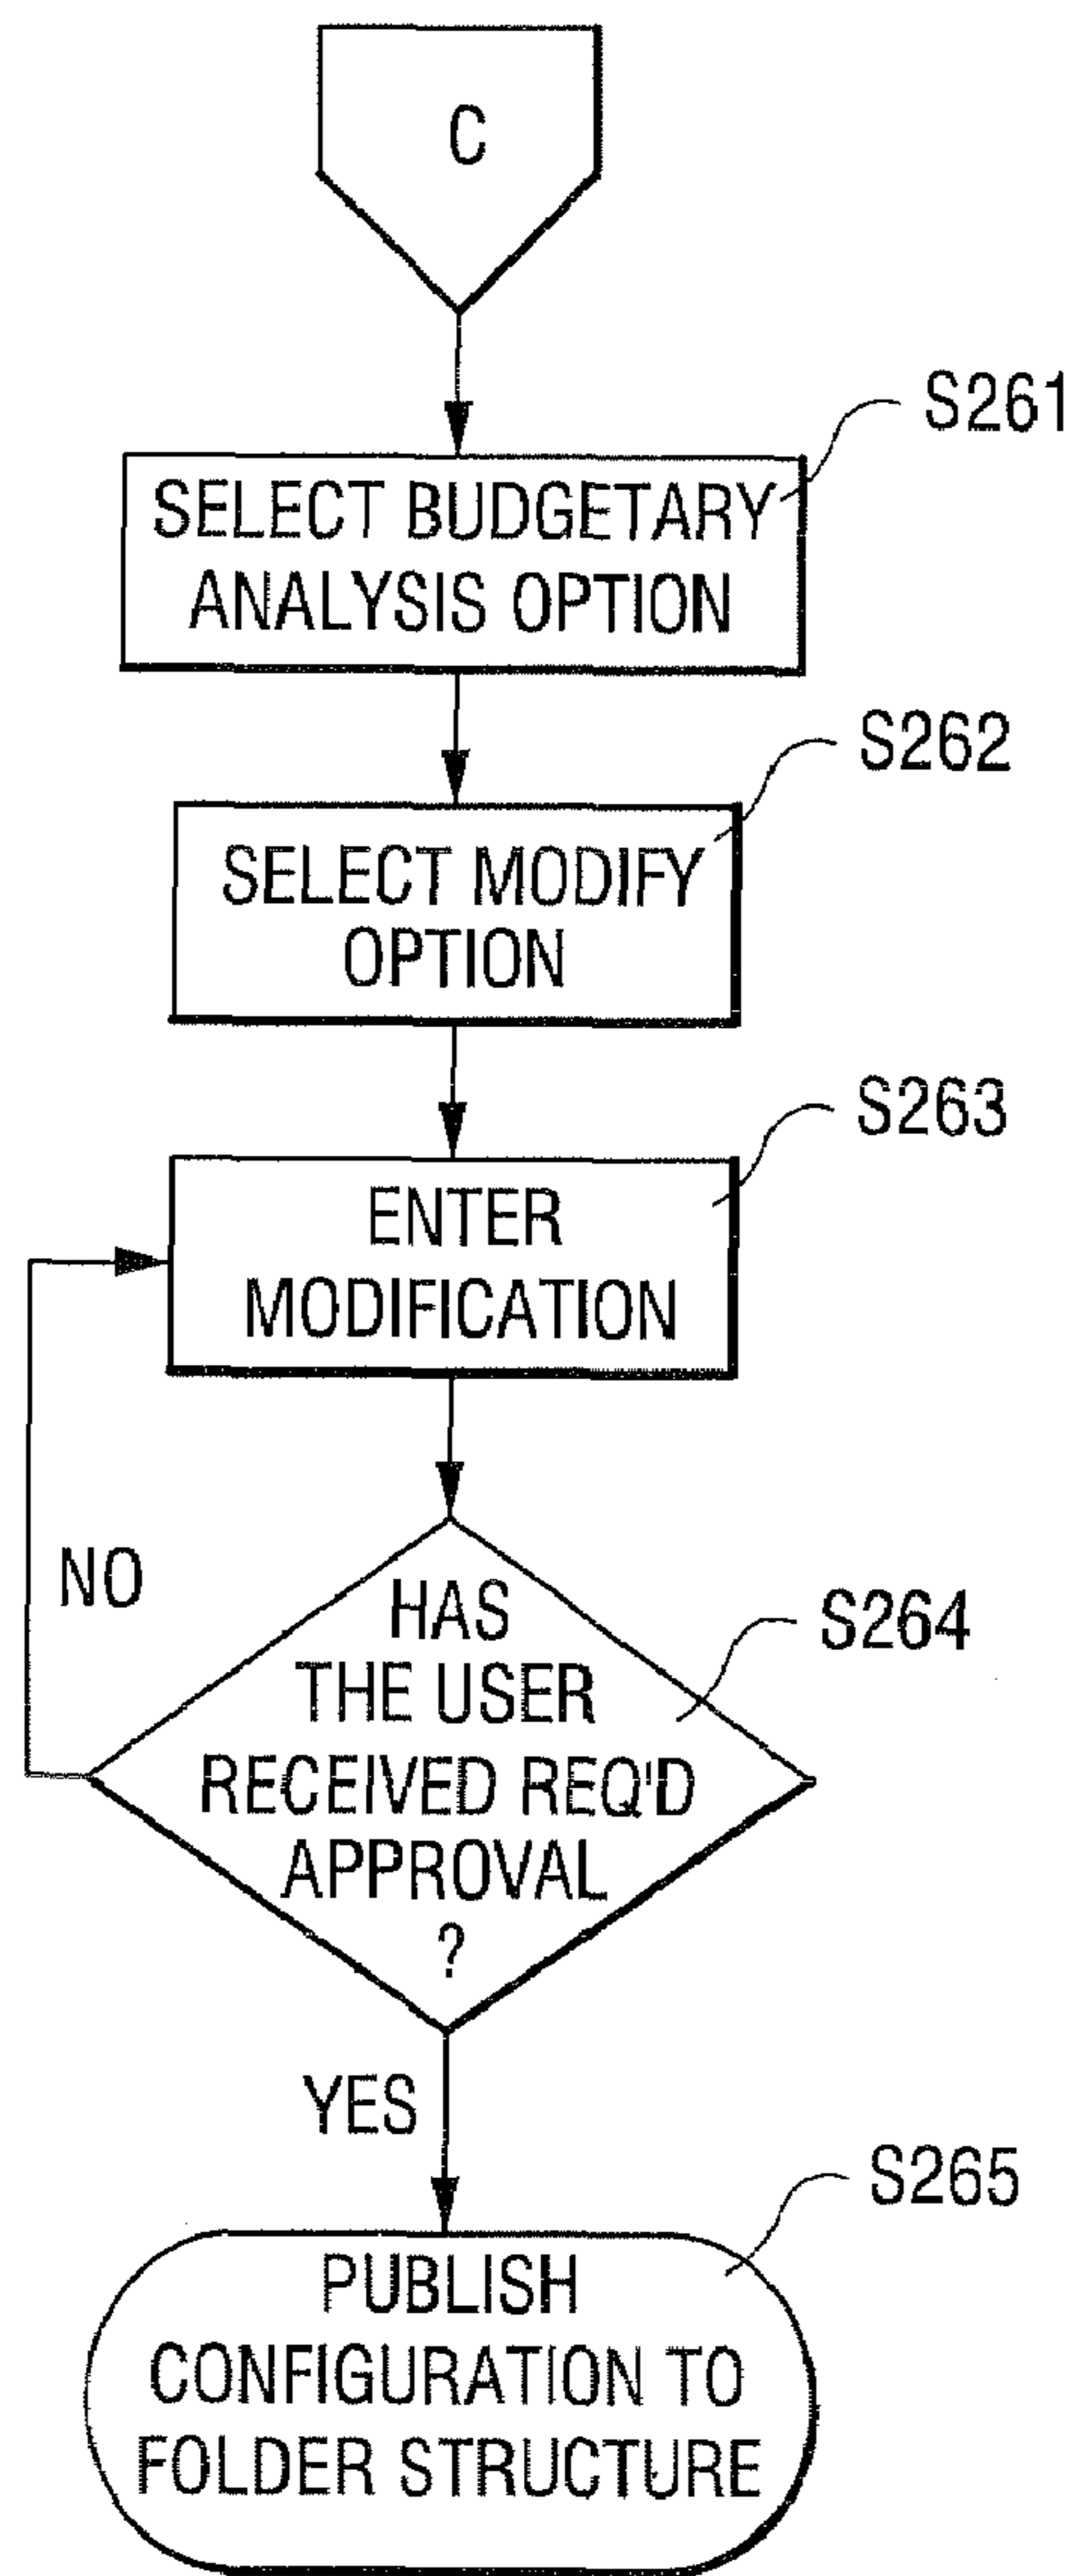 C
S261
SELECT BUDGETARY
ANALYSIS OPTION
S262
SELECT MODIFY
OPTION
S263
ENTER
MODIFICATION
NO
HAS
THE USER
RECEIVED REQ'D
APPROVAL
?
S264
YES
S265
PUBLISH
CONFIGURATION TO
FOLDER STRUCTURE